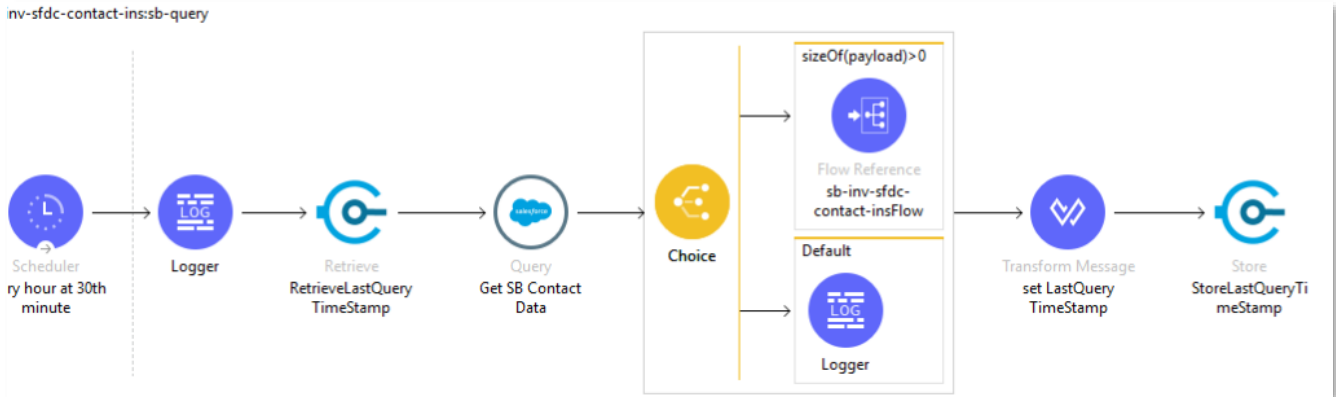 inv-sfdc-contact-ins:sb-query
Scheduler
ry hour at 30th
minute
LOG
Logger
Retrieve
RetrieveLastQuery
TimeStamp
salesforce
Query
Get SB Contact
Data
Choice
sizeOf(payload)>0
Flow Reference
sb-inv-sfdc-
contact-insFlow
Default
LOG
Logger
Transform Message
set LastQuery
TimeStamp
Store
StoreLastQueryTi
meStamp